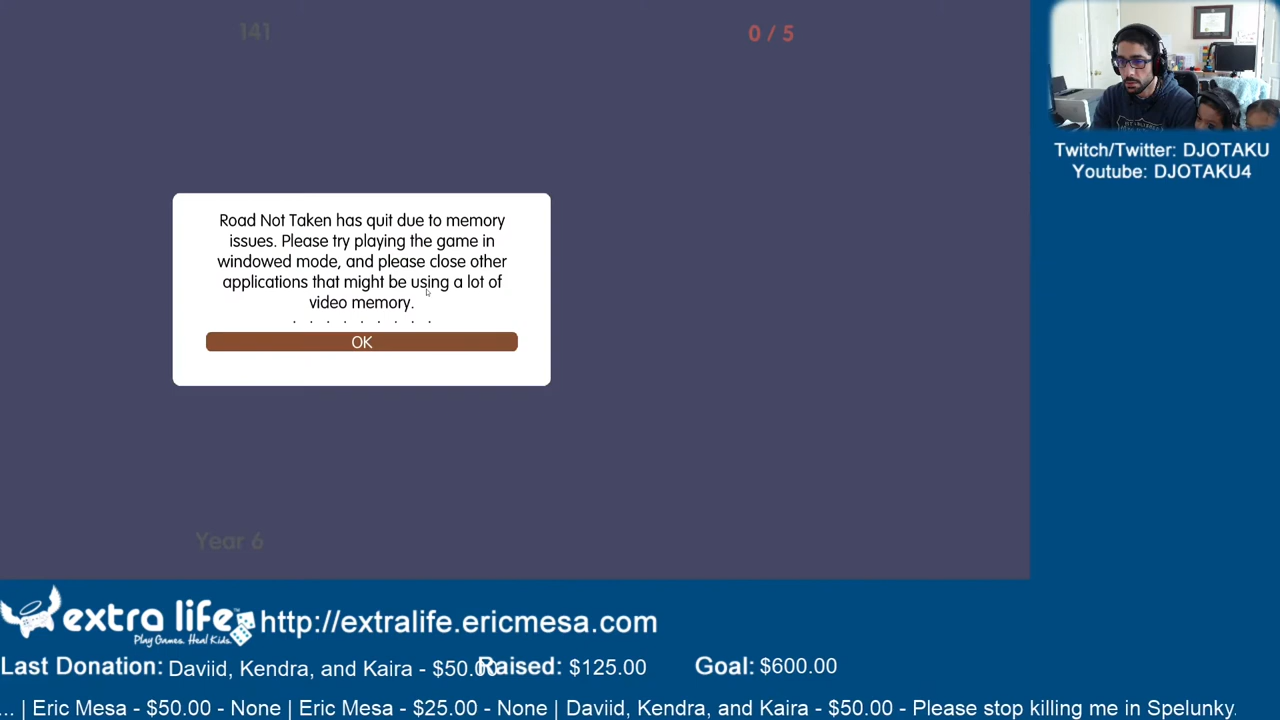 141
0 / 5
Twitch/Twitter: DJOTAKU
Youtube: DJOTAKU4
Road Not Taken has quit due to memory
issues. Please try playing the game in
windowed mode, and please close other
applications that might be using a lot of
video memory.
. . . . . . . . .
OK
Year 6
extra life
Play Games. Heal Kids.
http://extralife.ericmesa.com
Last Donation: Daviid, Kendra, and Kaira - $50.00 Raised: $125.00 Goal: $600.00
... | Eric Mesa - $50.00 - None | Eric Mesa - $25.00 - None | Daviid, Kendra, and Kaira - $50.00 - Please stop killing me in Spelunky.